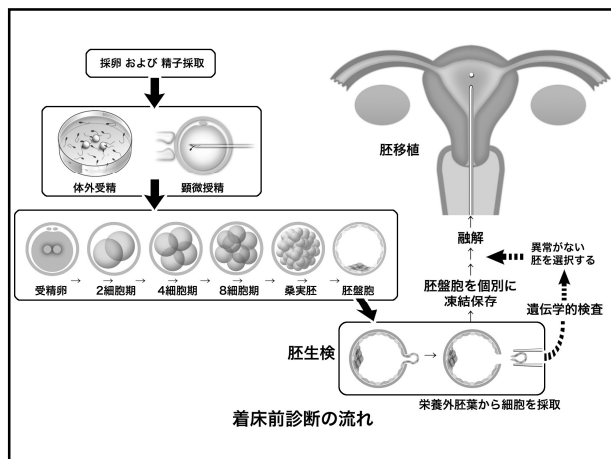 採卵 および 精子採取
体外受精
顕微授精
受精卵
2細胞期
4細胞期
8細胞期
桑実胚
胚盤胞
胚生検
栄養外胚葉から細胞を採取
遺伝学的検査
異常がない
胚を選択する
胚盤胞を個別に
凍結保存
融解
胚移植
着床前診断の流れ